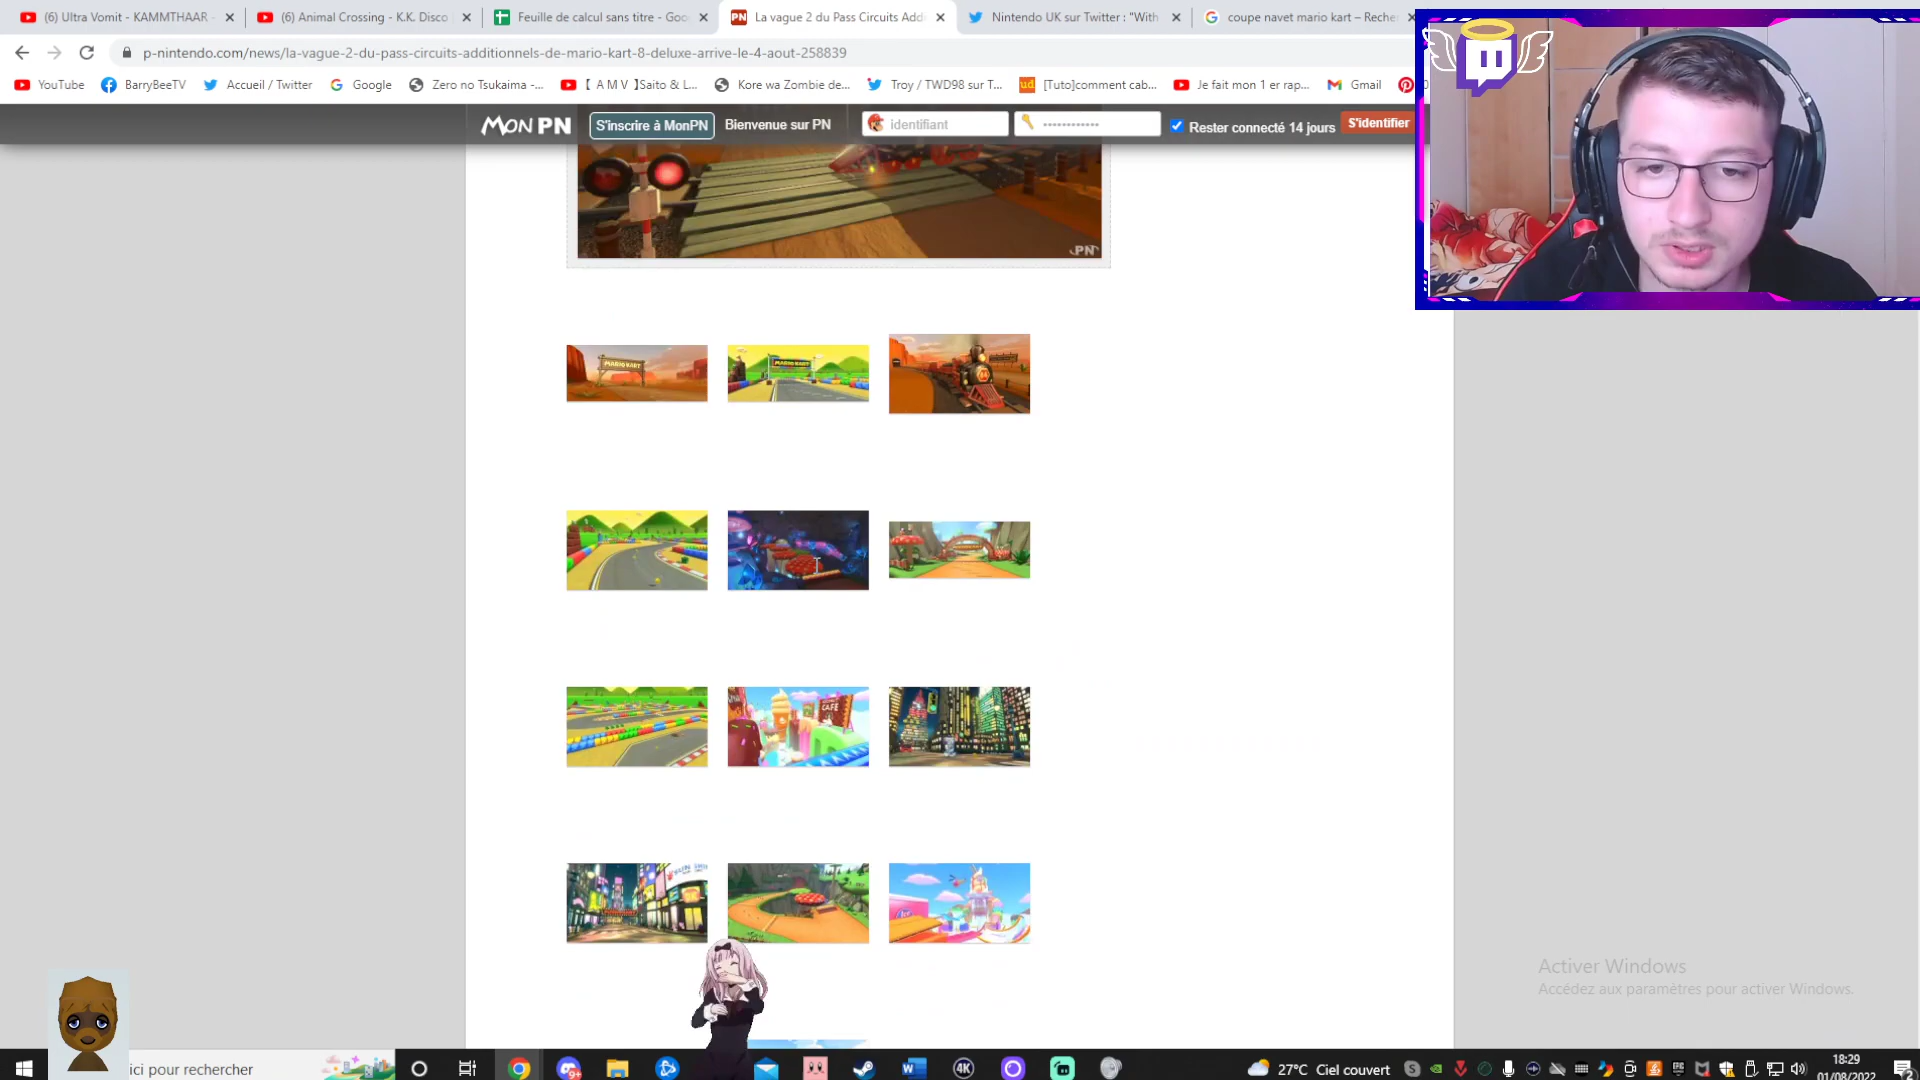 (6) Ultra Vomit - KAMMTHAAR -
(6) Animal Crossing - K.K. Disco
Feuille de calcul sans titre - Goo
La vague 2 du Pass Circuits Add
Nintendo UK sur Twitter : "With
coupe navet mario kart – Reche
p-nintendo.com/news/la-vague-2-du-pass-circuits-additionnels-de-mario-kart-8-deluxe-arrive-le-4-aout-258839
YouTube
BarryBeeTV
Accueil / Twitter
Google
Zero no Tsukaima -...
【 A M V 】Saito & L...
Kore wa Zombie de...
Troy / TWD98 sur T...
[Tuto]comment cab...
Je fait mon 1 er rap...
Gmail
MON PN
S'inscrire à MonPN
Bienvenue sur PN
identifiant
------------
Rester connecté 14 jours
S'identifier
PN
MARIO KART
MARIO KART
CAFE
Activer Windows
Accédez aux paramètres pour activer Windows.
ici pour rechercher
27°C Ciel couvert
18:29
01/08/2022